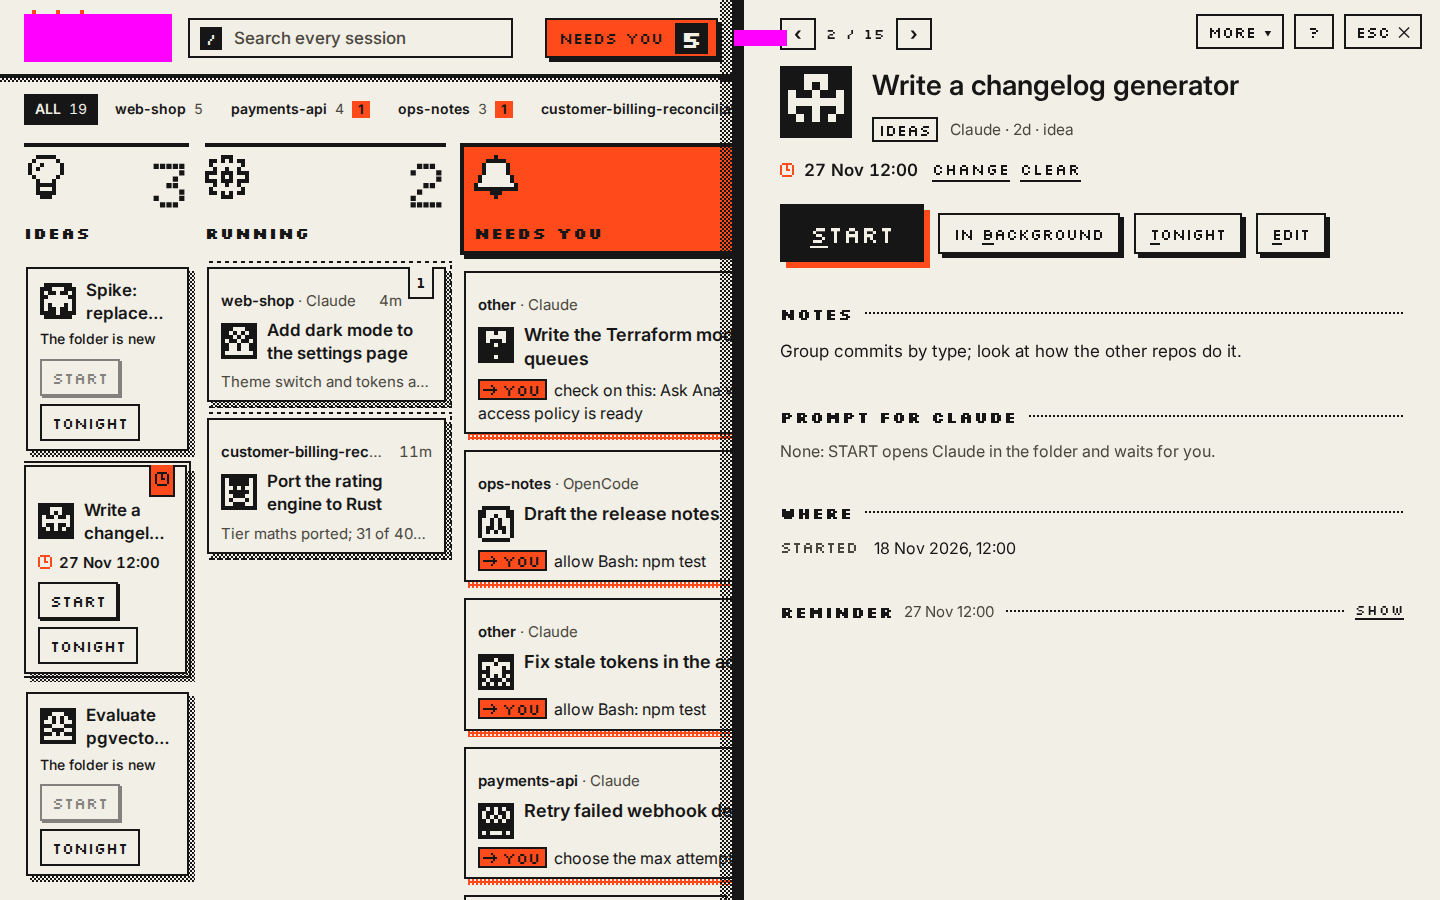 / Search every session
NEEDS YOU 5
ALL 19
web-shop 5
payments-api 4 1
ops-notes 3 1
customer-billing-reconcilia
3
IDEAS
2
RUNNING
NEEDS YOU
Spike:
replace...
The folder is new
START
TONIGHT
Write a
changel...
27 Nov 12:00
START
TONIGHT
Evaluate
pgvecto...
The folder is new
START
TONIGHT
1
web-shop · Claude 4m
Add dark mode to
the settings page
Theme switch and tokens a...
customer-billing-rec... 11m
Port the rating
engine to Rust
Tier maths ported; 31 of 40...
other · Claude
Write the Terraform mod
queues
→ YOU check on this: Ask Ana
access policy is ready
ops-notes · OpenCode
Draft the release notes
→ YOU allow Bash: npm test
other · Claude
Fix stale tokens in the
→ YOU allow Bash: npm test
payments-api · Claude
Retry failed webhook de
→ YOU choose the max attempt
‹ 2 / 15 ›
MORE ▾ ? ESC ✕
Write a changelog generator
IDEAS Claude · 2d · idea
27 Nov 12:00 CHANGE CLEAR
START IN BACKGROUND TONIGHT EDIT
NOTES
Group commits by type; look at how the other repos do it.
PROMPT FOR CLAUDE
None: START opens Claude in the folder and waits for you.
WHERE
STARTED 18 Nov 2026, 12:00
REMINDER 27 Nov 12:00 SHOW